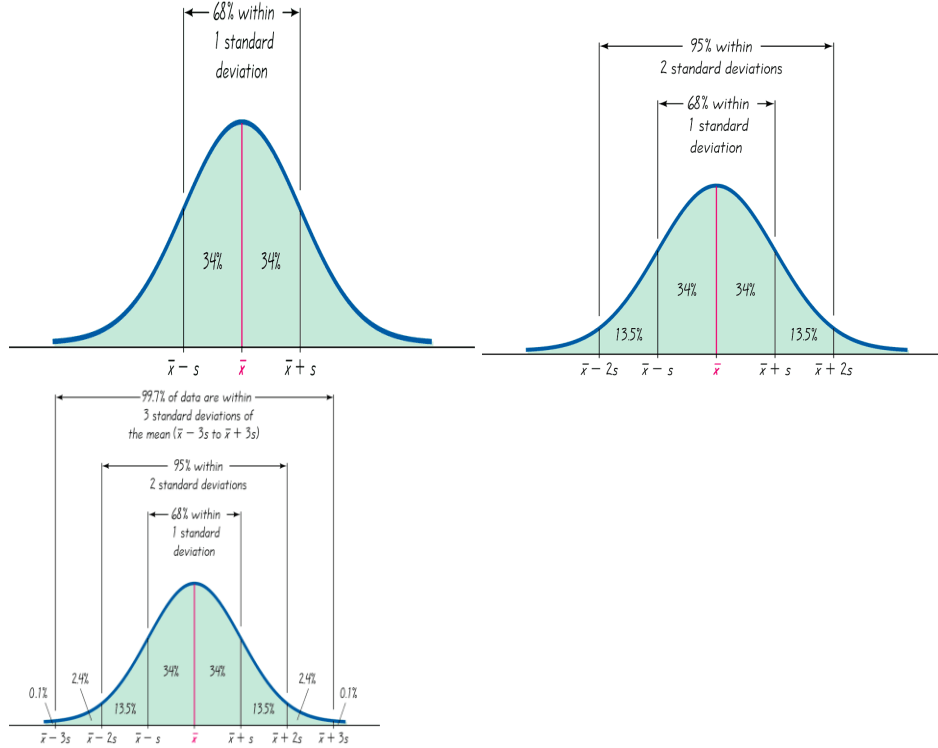 68% within
1 standard
deviation
34% 34%
x̄ − s x̄ x̄ + s
95% within
2 standard deviations
68% within
1 standard
deviation
34% 34%
13.5% 13.5%
x̄ − 2s x̄ − s x̄ x̄ + s x̄ + 2s
99.7% of data are within
3 standard deviations of
the mean (x̄ − 3s to x̄ + 3s)
95% within
2 standard deviations
68% within
1 standard
deviation
34% 34%
2.4% 2.4%
0.1% 0.1%
13.5% 13.5%
x̄ − 3s x̄ − 2s x̄ − s x̄ x̄ + s x̄ + 2s x̄ + 3s